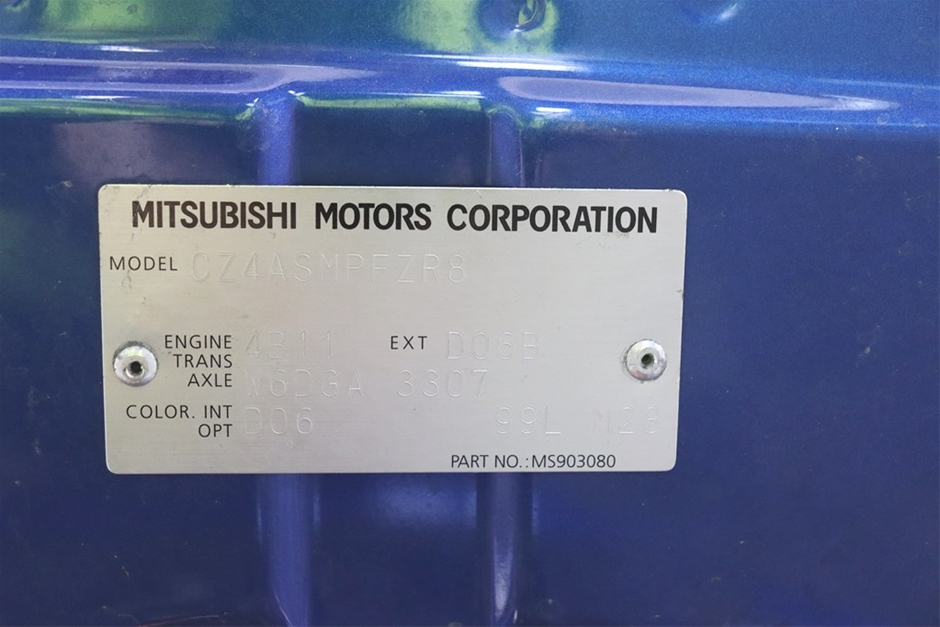 MITSUBISHI MOTORS CORPORATION
MODEL CZ4ASMPFZR8
ENGINE 4B11 EXT D06B
TRANS
AXLE W6DGA 3307
COLOR. INT
OPT D06 99L M26
PART NO.:MS903080